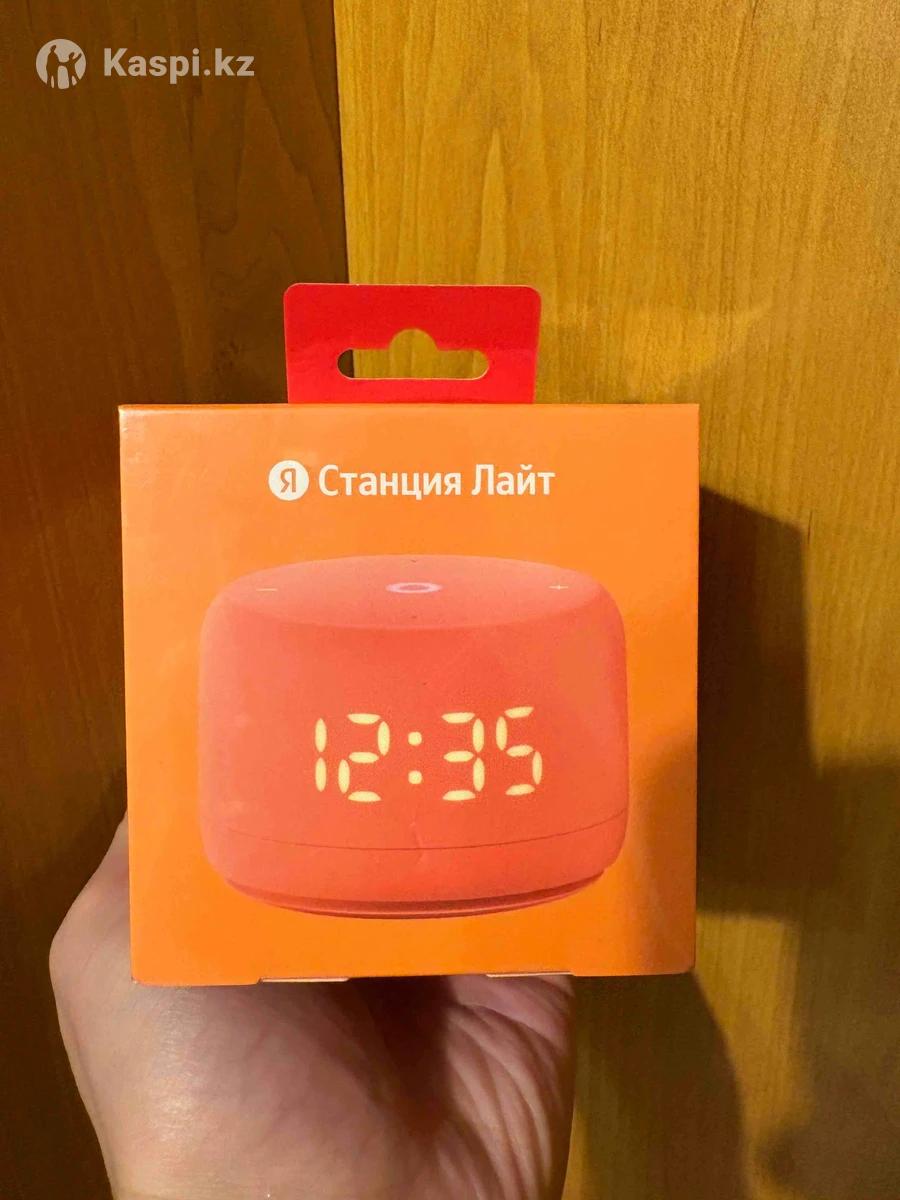 Kaspi.kz
Я Станция Лайт
12:35